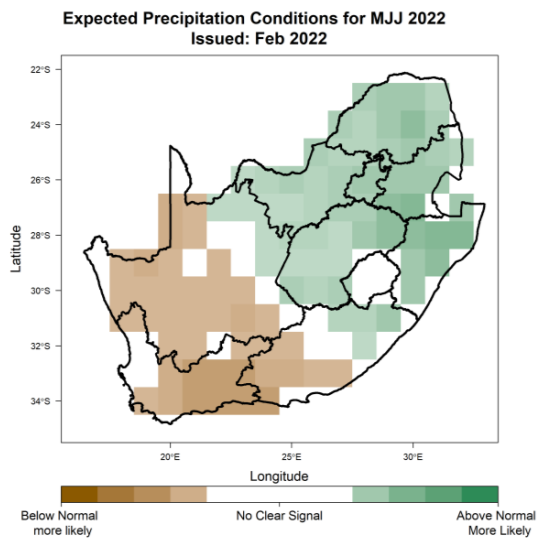 Expected Precipitation Conditions for MJJ 2022
Issued: Feb 2022
22°S
24°S
26°S
28°S
30°S
32°S
34°S
Latitude
20°E
25°E
30°E
Longitude
Below Normal
more likely
No Clear Signal
Above Normal
More Likely